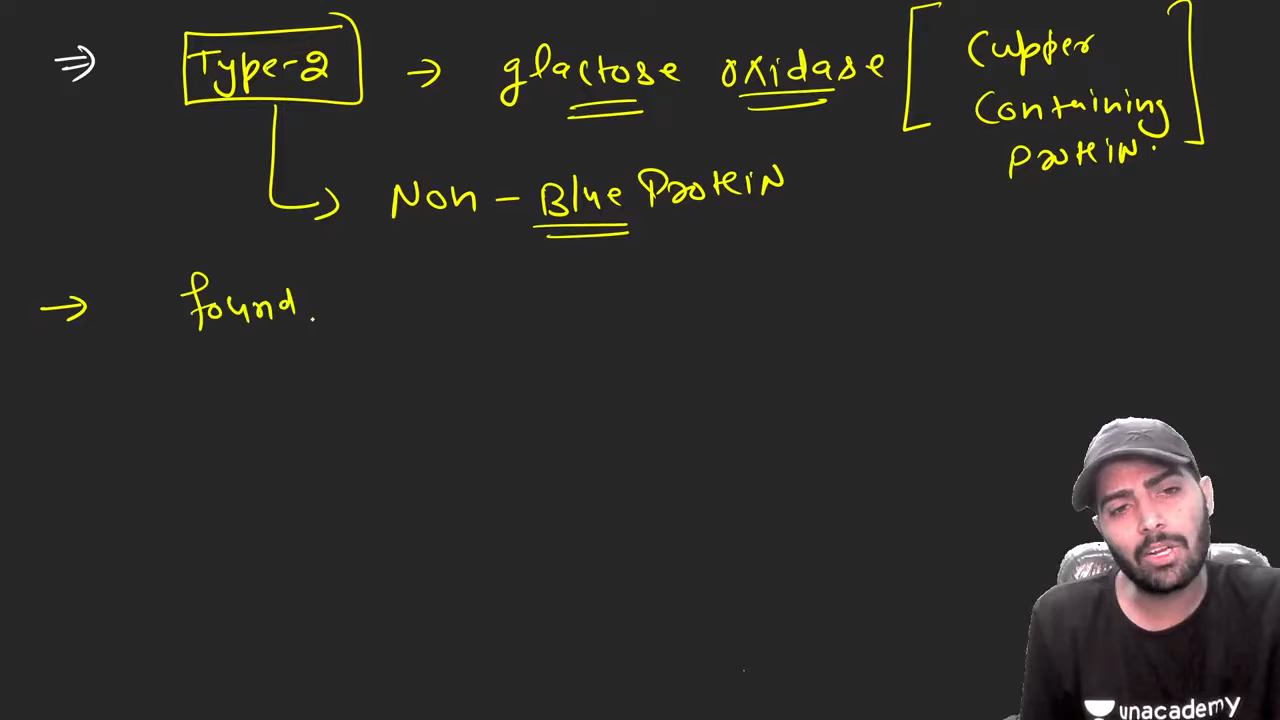 ⇒ Type-2 → glactose oxidase [Cupper
Containing
Protein.]
Non - Blue Protein
→ found.
unacademy